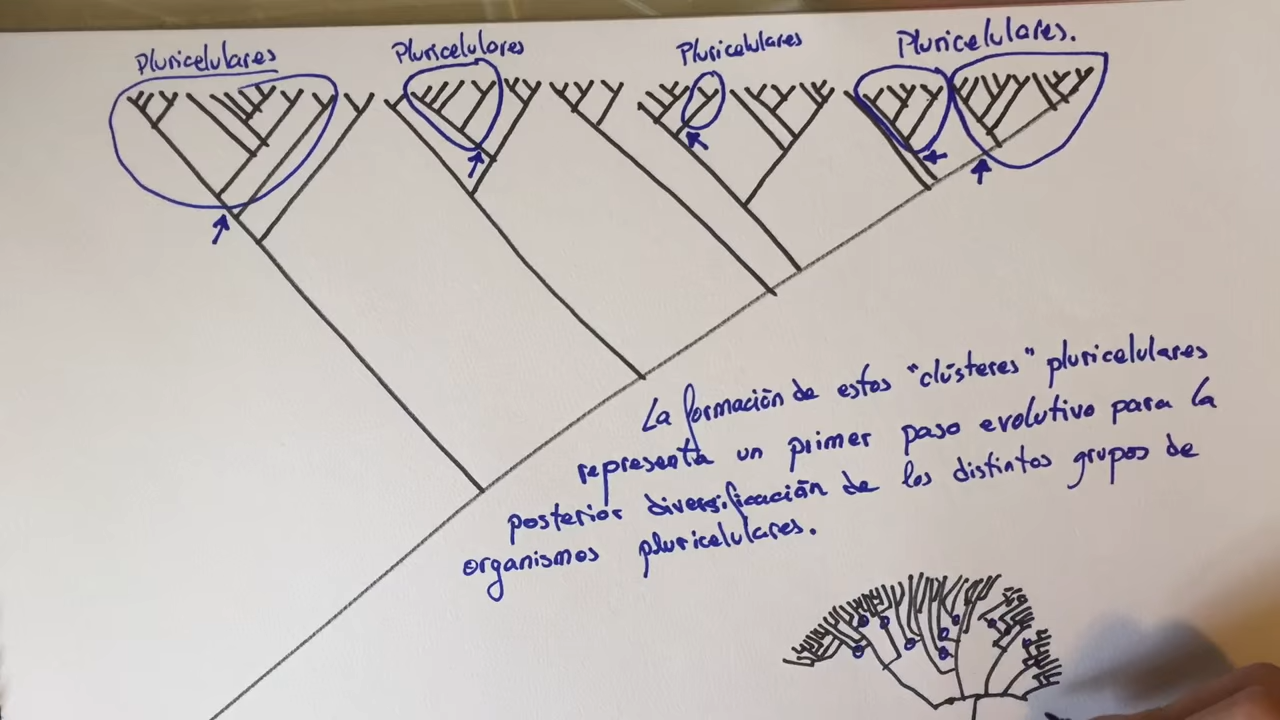 Pluricelulares
Pluricelulares
Pluricelulares
Pluricelulares.
La formación de estos "clústeres" pluricelulares
representa un primer paso evolutivo para la
posterior diversificación de los distintos grupos de
organismos pluricelulares.